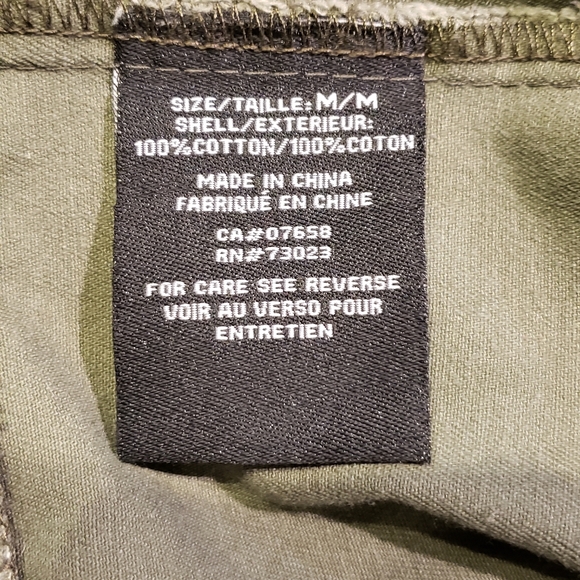 SIZE/TAILLE: M/M
SHELL/EXTERIEUR:
100%COTTON/100%COTON
MADE IN CHINA
FABRIQUÉ EN CHINE
CA#07658
RN#73023
FOR CARE SEE REVERSE
VOIR AU VERSO POUR
ENTRETIEN